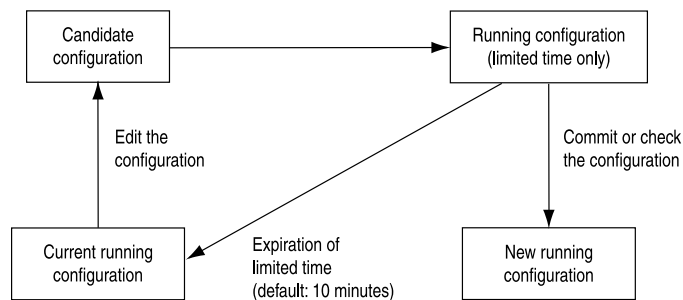 Candidate
configuration
Running configuration
(limited time only)
Edit the
configuration
Commit or check
the configuration
Current running
configuration
Expiration of
limited time
(default: 10 minutes)
New running
configuration